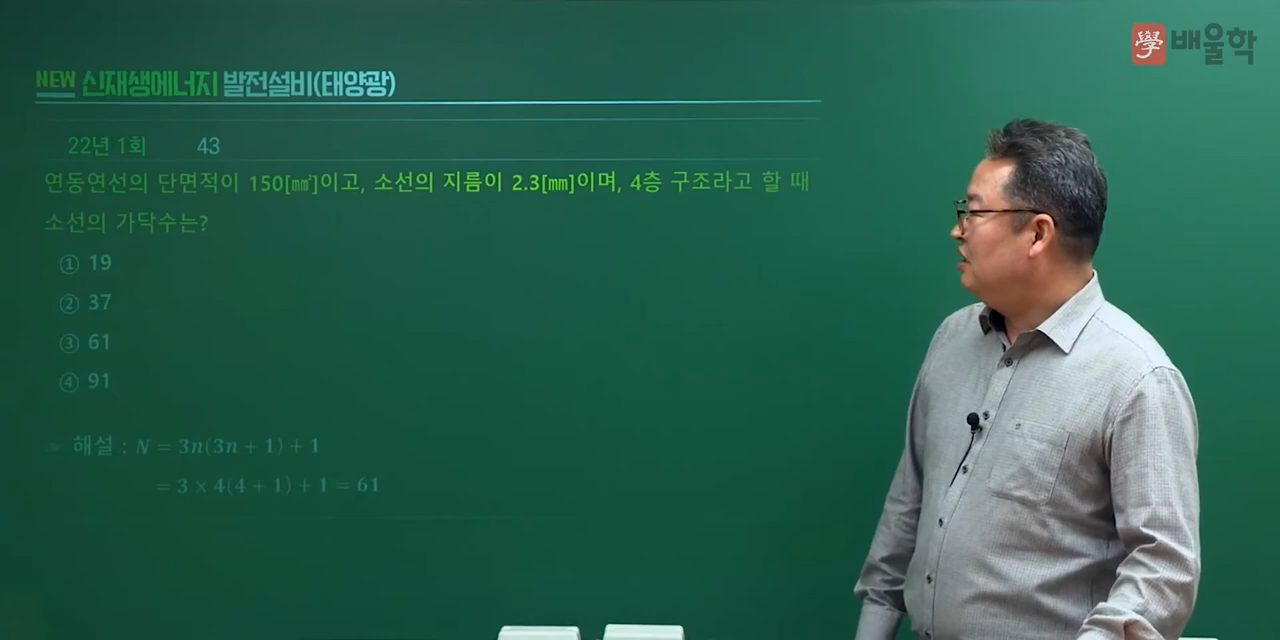 學 배울학
NEW 신재생에너지 발전설비(태양광)
22년 1회 43
연동연선의 단면적이 150[㎟]이고, 소선의 지름이 2.3[㎜]이며, 4층 구조라고 할 때
소선의 가닥수는?
① 19
② 37
③ 61
④ 91
☞ 해설 : N = 3n(3n + 1) + 1
= 3 × 4(4 + 1) + 1 = 61